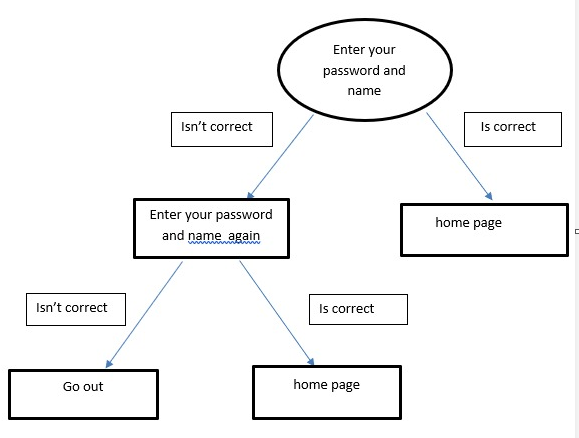 Enter your
password and
name
Isn't correct
Is correct
Enter your password
and name again
home page
Isn't correct
Is correct
Go out
home page